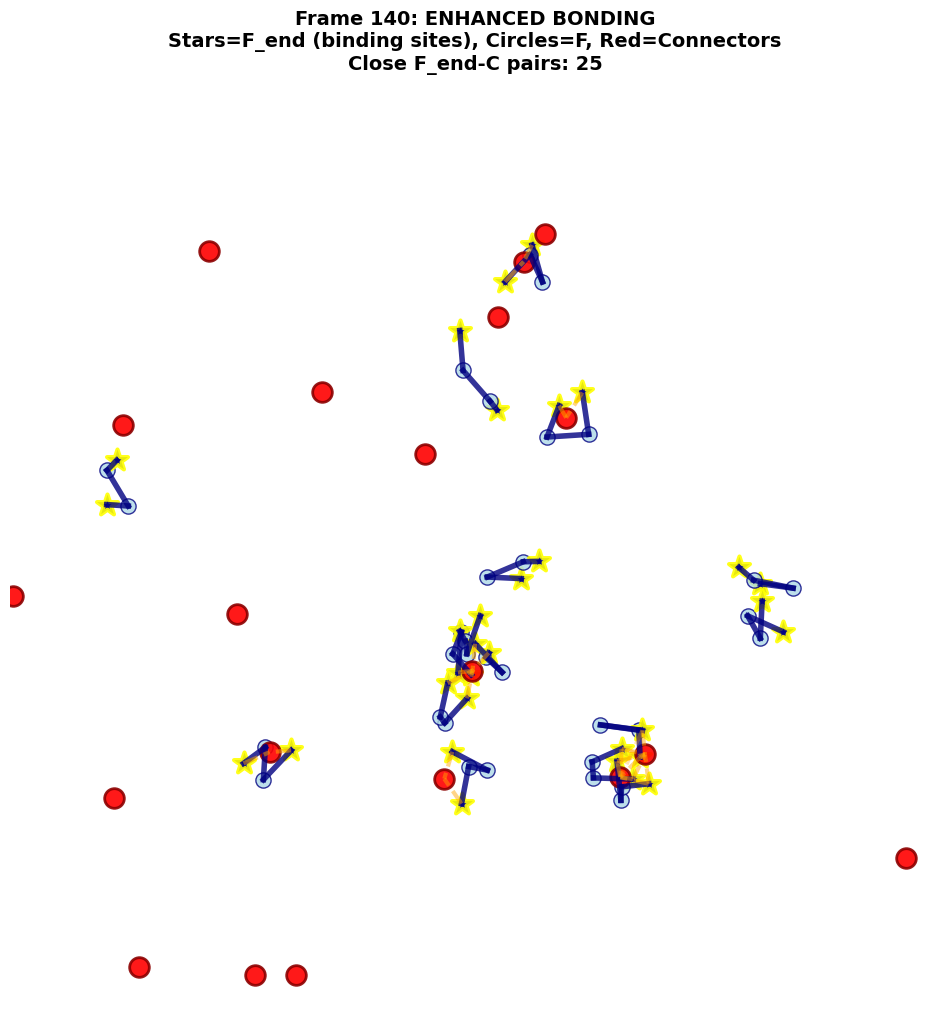 Frame 140: ENHANCED BONDING
Stars=F_end (binding sites), Circles=F, Red=Connectors
Close F_end-C pairs: 25